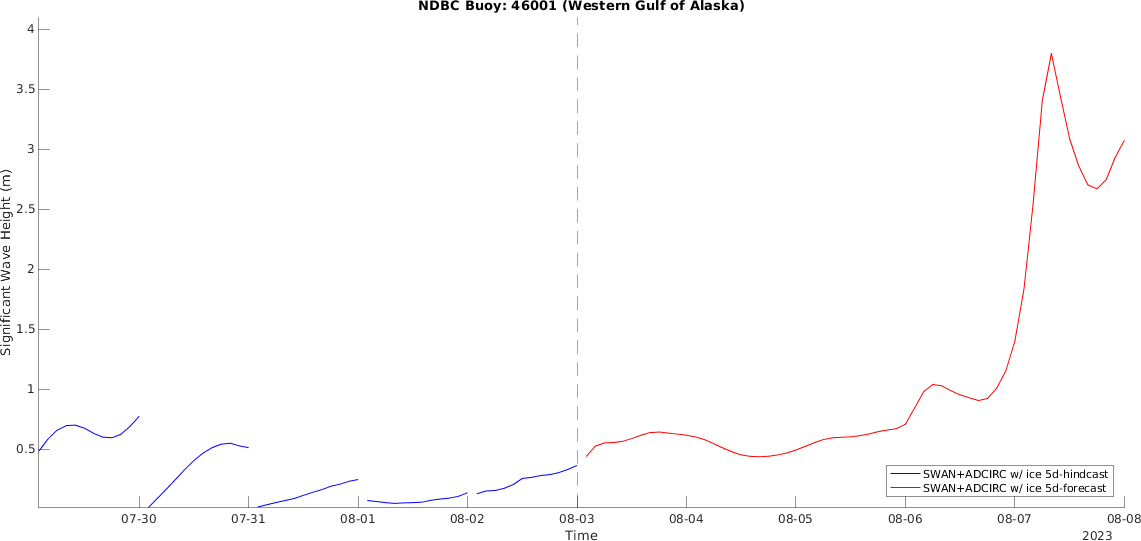 NDBC Buoy: 46001 (Western Gulf of Alaska)
4
3.5
3
2.5
2
1.5
1
0.5
Significant Wave Height (m)
SWAN+ADCIRC w/ ice 5d-hindcast
SWAN+ADCIRC w/ ice 5d-forecast
07-30 07-31 08-01 08-02 08-03 08-04 08-05 08-06 08-07 08-08
Time
2023